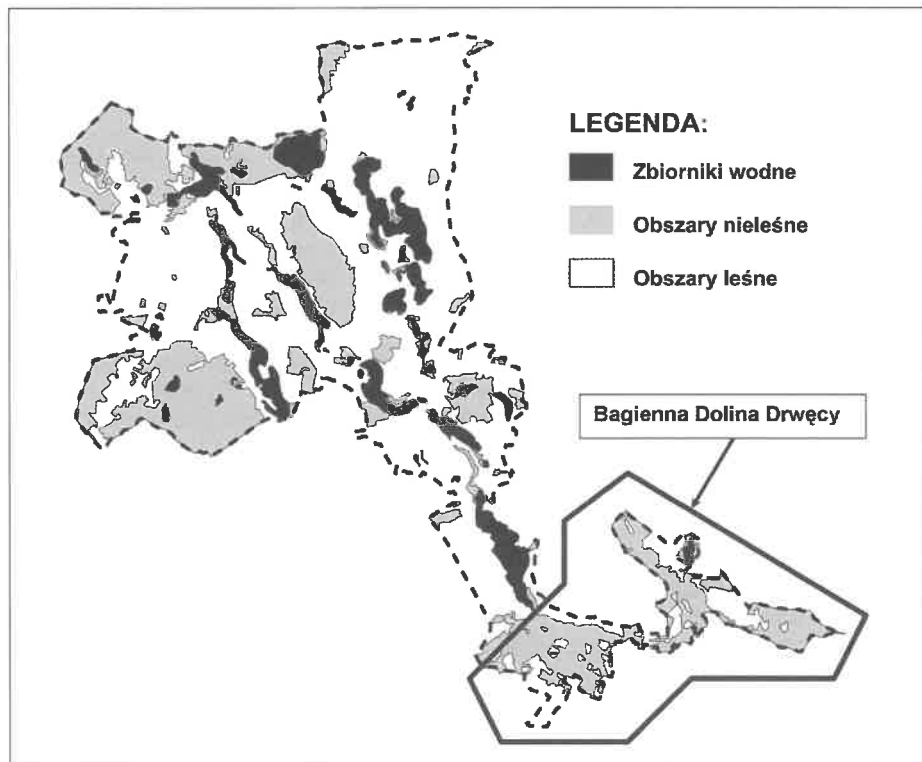 LEGENDA:
Zbiorniki wodne
Obszary nieleśne
Obszary leśne
Bagienna Dolina Drwęcy